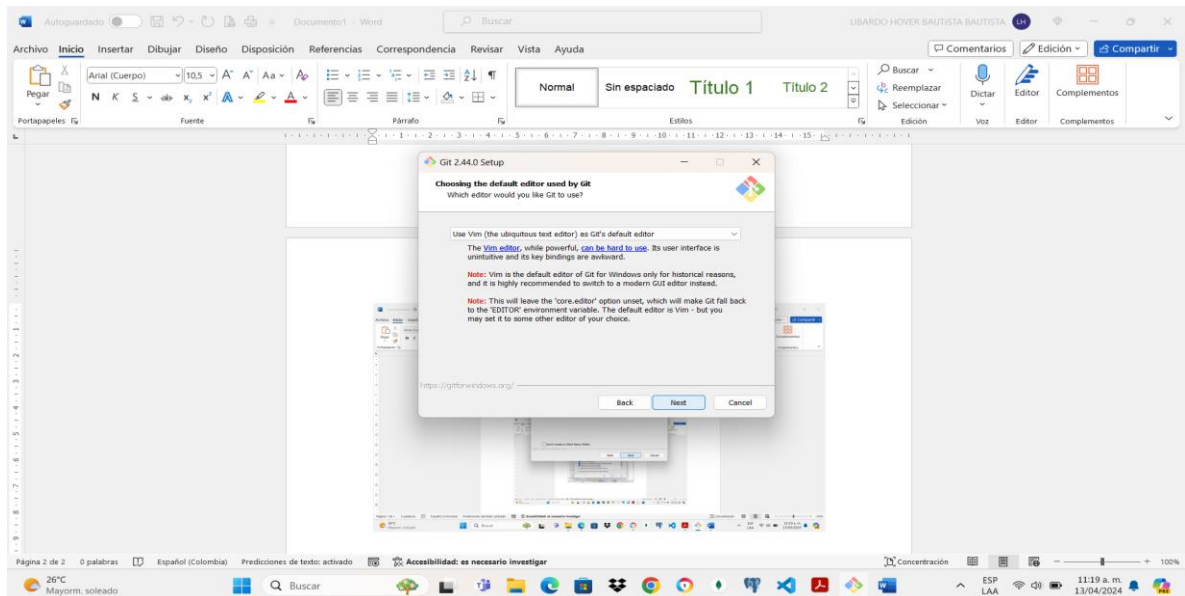 Autoguardado
Documento1 - Word
Buscar
LIBARDO HOVER BAUTISTA BAUTISTA
LH
Archivo Inicio Insertar Dibujar Diseño Disposición Referencias Correspondencia Revisar Vista Ayuda
Comentarios
Edición
Compartir
Pegar
Arial (Cuerpo)
10,5
N K S
Normal
Sin espaciado
Título 1
Título 2
Buscar
Reemplazar
Seleccionar
Dictar
Editor
Complementos
Portapapeles
Fuente
Párrafo
Estilos
Edición
Voz
Editor
Complementos
Git 2.44.0 Setup
Choosing the default editor used by Git
Which editor would you like Git to use?
Use Vim (the ubiquitous text editor) as Git's default editor
The Vim editor, while powerful, can be hard to use. Its user interface is
unintuitive and its key bindings are awkward.
Note: Vim is the default editor of Git for Windows only for historical reasons,
and it is highly recommended to switch to a modern GUI editor instead.
Note: This will leave the 'core.editor' option unset, which will make Git fall back
to the 'EDITOR' environment variable. The default editor is Vim - but you
may set it to some other editor of your choice.
https://gitforwindows.org/
Back
Next
Cancel
Página 2 de 2
0 palabras
Español (Colombia)
Predicciones de texto: activado
Accesibilidad: es necesario investigar
Concentración
100%
26°C
Mayorm. soleado
Buscar
ESP
LAA
11:19 a. m.
13/04/2024